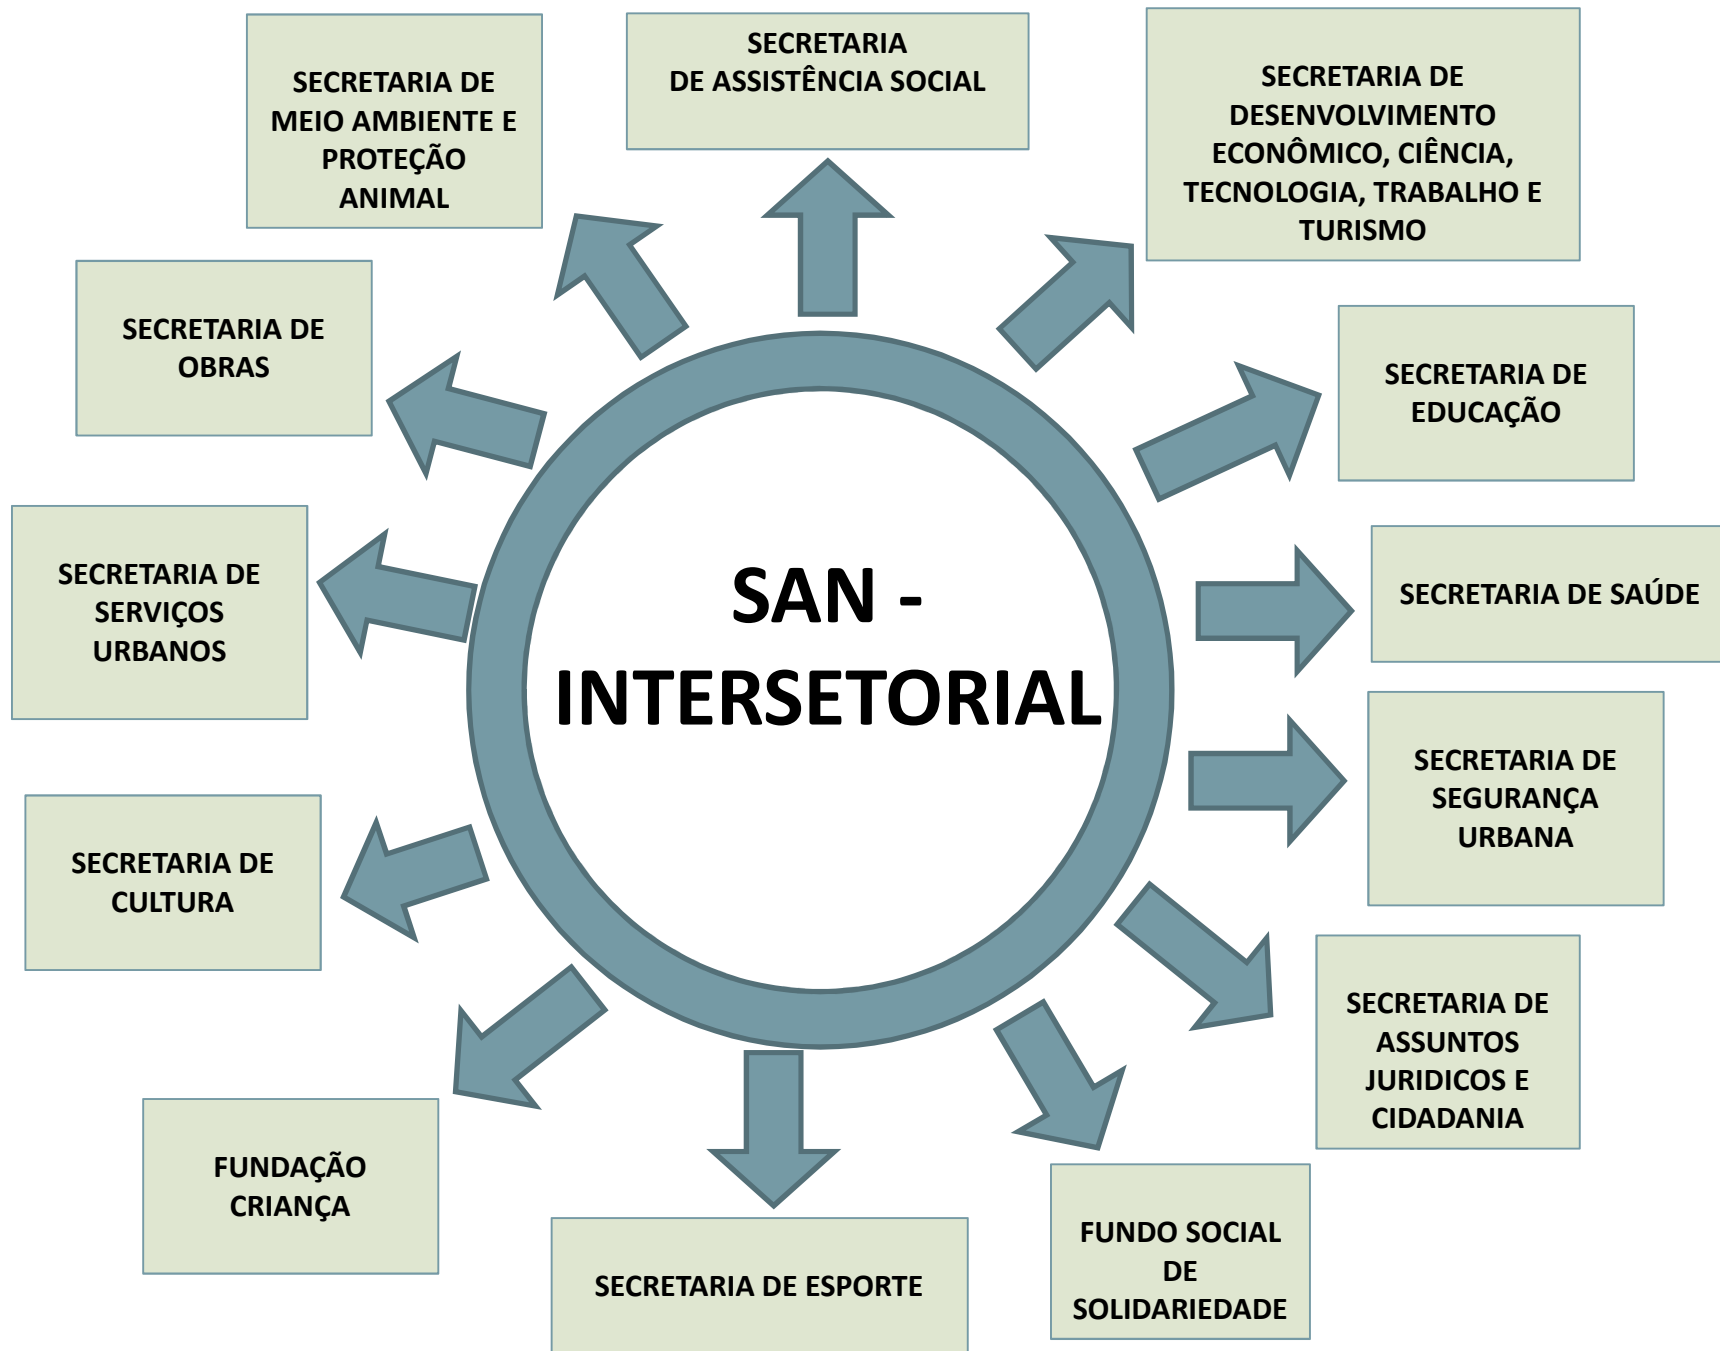 SECRETARIA
DE ASSISTÊNCIA SOCIAL
SECRETARIA DE
DESENVOLVIMENTO
ECONÔMICO, CIÊNCIA,
TECNOLOGIA, TRABALHO E
TURISMO
SECRETARIA DE
EDUCAÇÃO
SECRETARIA DE SAÚDE
SECRETARIA DE
SEGURANÇA
URBANA
SECRETARIA DE
ASSUNTOS
JURIDICOS E
CIDADANIA
FUNDO SOCIAL
DE
SOLIDARIEDADE
SECRETARIA DE ESPORTE
FUNDAÇÃO
CRIANÇA
SECRETARIA DE
CULTURA
SECRETARIA DE
SERVIÇOS
URBANOS
SECRETARIA DE
OBRAS
SECRETARIA DE
MEIO AMBIENTE E
PROTEÇÃO
ANIMAL
SAN -
INTERSETORIAL